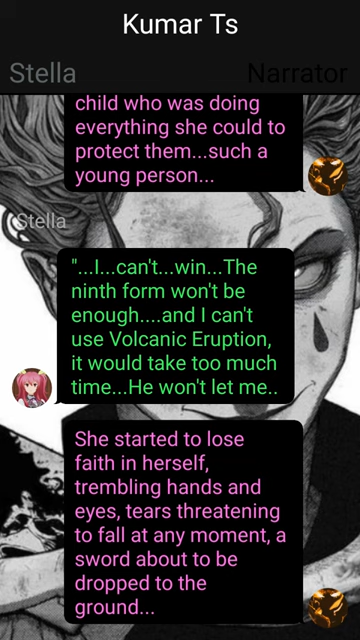 Kumar Ts
Stella
Narrator
child who was doing
everything she could to
protect them...such a
young person...
Stella
"...I...can't...win...The
ninth form won't be
enough....and I can't
use Volcanic Eruption,
it would take too much
time...He won't let me..
She started to lose
faith in herself,
trembling hands and
eyes, tears threatening
to fall at any moment, a
sword about to be
dropped to the
ground...